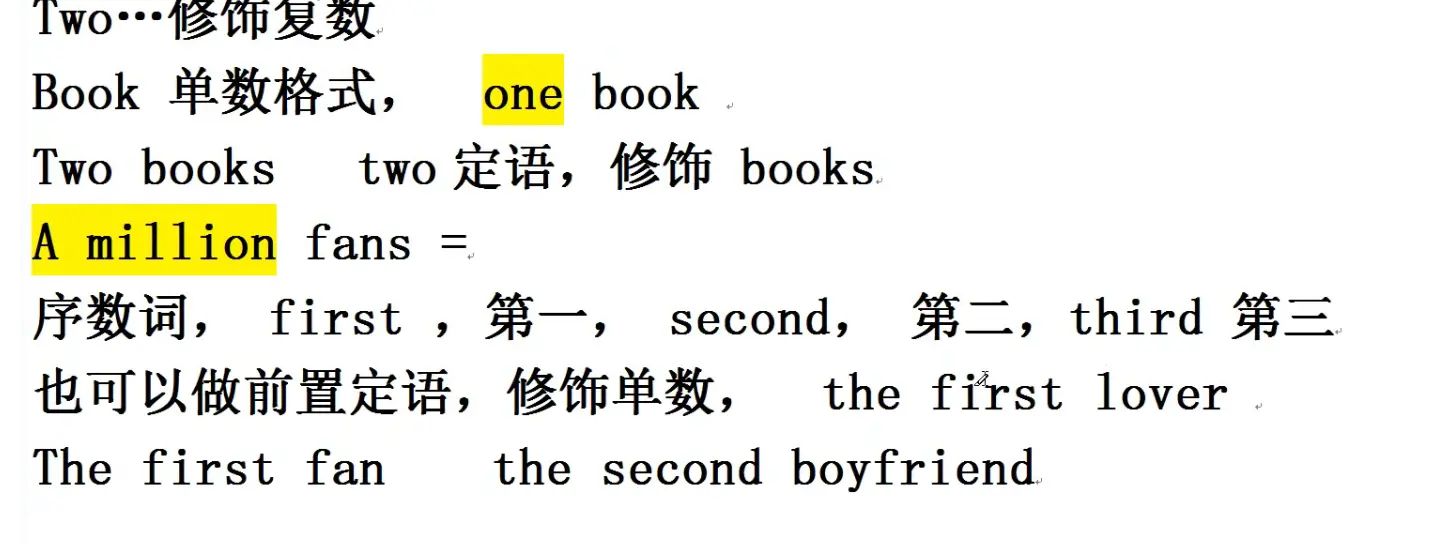 Two…修饰复数
Book 单数格式， one book
Two books two 定语，修饰 books
A million fans =
序数词， first ，第一， second， 第二，third 第三
也可以做前置定语，修饰单数， the first lover
The first fan the second boyfriend